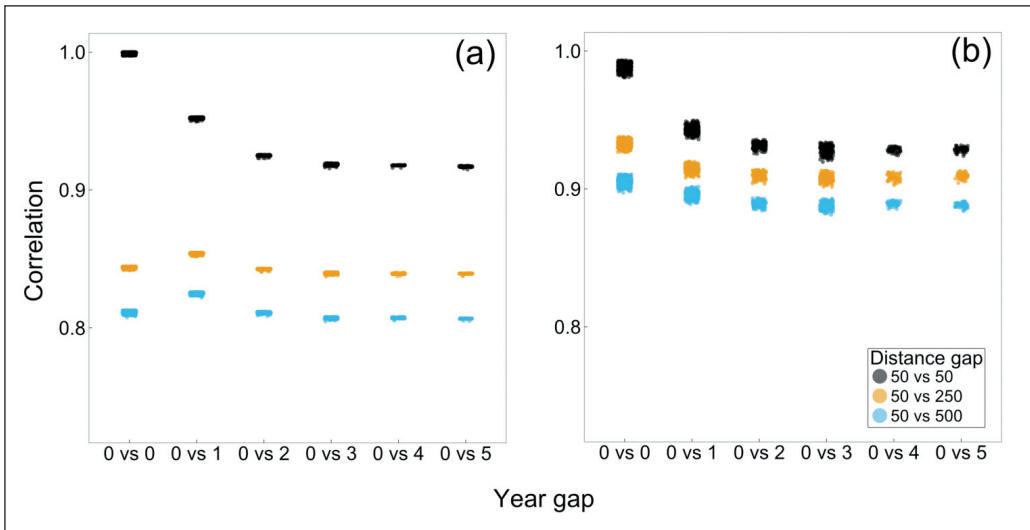 (a)
(b)
1.0
0.9
0.8
Correlation
0 vs 0 0 vs 1 0 vs 2 0 vs 3 0 vs 4 0 vs 5
1.0
0.9
0.8
Distance gap
50 vs 50
50 vs 250
50 vs 500
0 vs 0 0 vs 1 0 vs 2 0 vs 3 0 vs 4 0 vs 5
Year gap